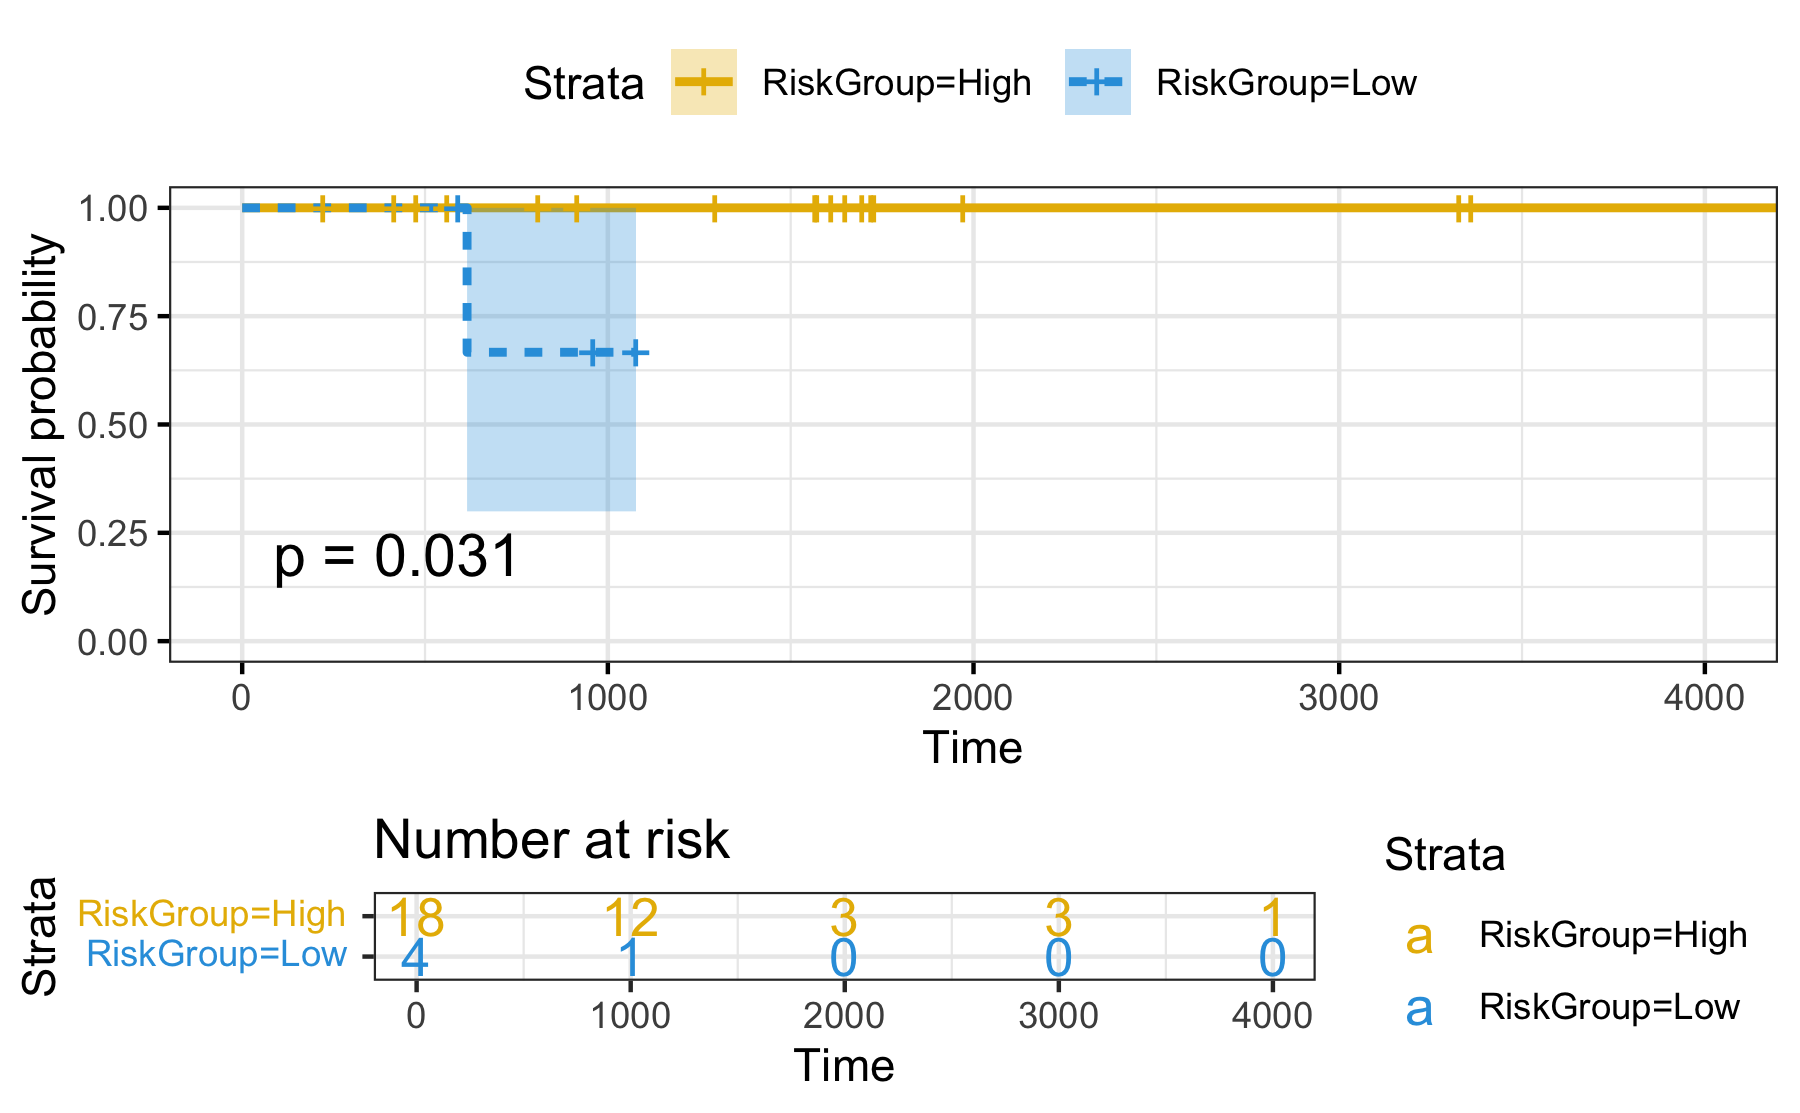 Strata RiskGroup=High RiskGroup=Low
Survival probability
1.00
0.75
0.50
0.25
0.00
p = 0.031
0 1000 2000 3000 4000
Time
Number at risk
Strata
RiskGroup=High 18 12 3 3 1
RiskGroup=Low 4 1 0 0 0
0 1000 2000 3000 4000
Time
Strata
a RiskGroup=High
a RiskGroup=Low